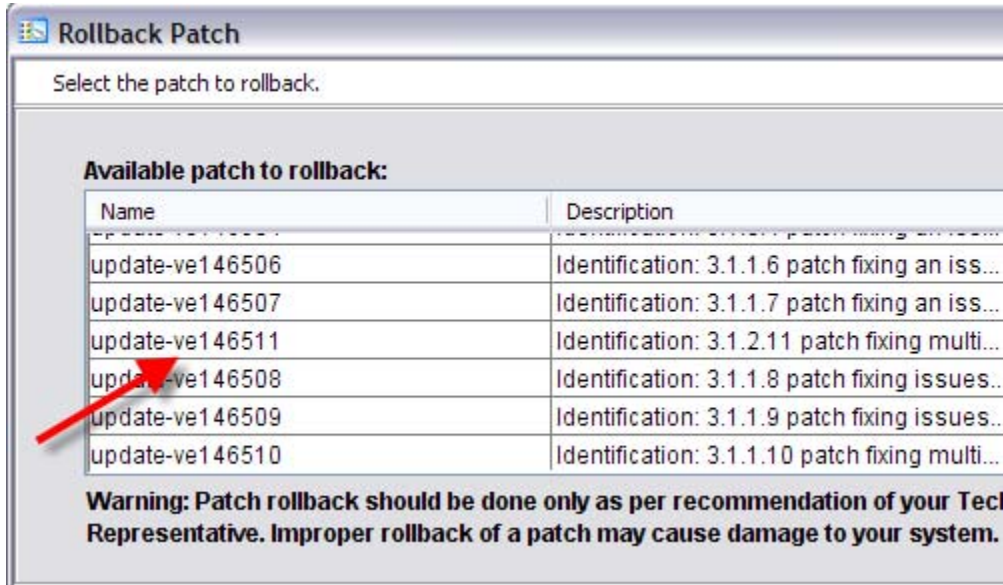 Rollback Patch
Select the patch to rollback.
Available patch to rollback:
Name Description
update-ve146506 Identification: 3.1.1.6 patch fixing an iss...
update-ve146507 Identification: 3.1.1.7 patch fixing an iss...
update-ve146511 Identification: 3.1.2.11 patch fixing multi...
update-ve146508 Identification: 3.1.1.8 patch fixing issues...
update-ve146509 Identification: 3.1.1.9 patch fixing issues...
update-ve146510 Identification: 3.1.1.10 patch fixing multi...
Warning: Patch rollback should be done only as per recommendation of your Tecl
Representative. Improper rollback of a patch may cause damage to your system.